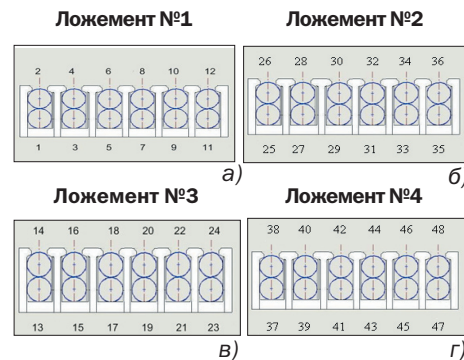 Ложемент №1
2 4 6 8 10 12
1 3 5 7 9 11
а)
Ложемент №2
26 28 30 32 34 36
25 27 29 31 33 35
б)
Ложемент №3
14 16 18 20 22 24
13 15 17 19 21 23
в)
Ложемент №4
38 40 42 44 46 48
37 39 41 43 45 47
г)